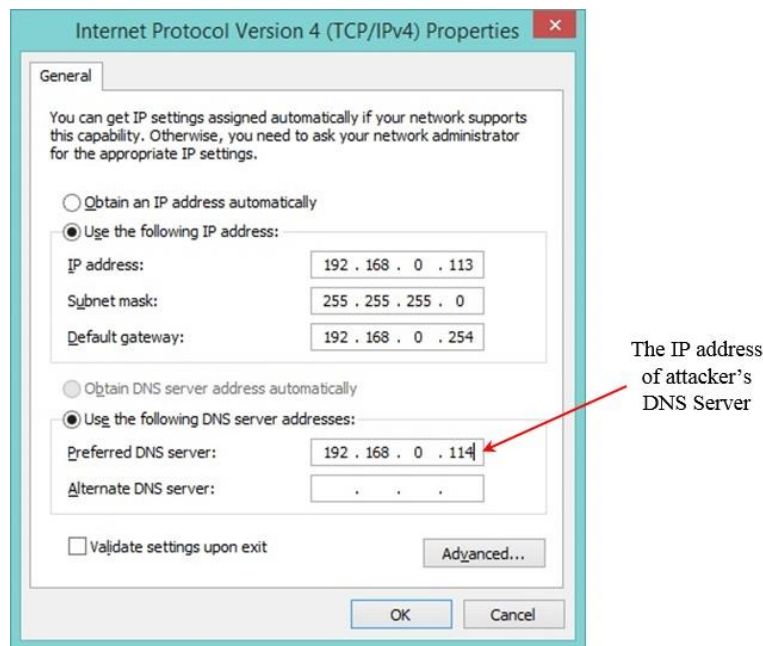 Internet Protocol Version 4 (TCP/IPv4) Properties
General
You can get IP settings assigned automatically if your network supports
this capability. Otherwise, you need to ask your network administrator
for the appropriate IP settings.
Obtain an IP address automatically
Use the following IP address:
IP address: 192 . 168 . 0 . 113
Subnet mask: 255 . 255 . 255 . 0
Default gateway: 192 . 168 . 0 . 254
Obtain DNS server address automatically
Use the following DNS server addresses:
Preferred DNS server: 192 . 168 . 0 . 114
Alternate DNS server: . . .
Validate settings upon exit
Advanced...
OK Cancel
The IP address
of attacker's
DNS Server